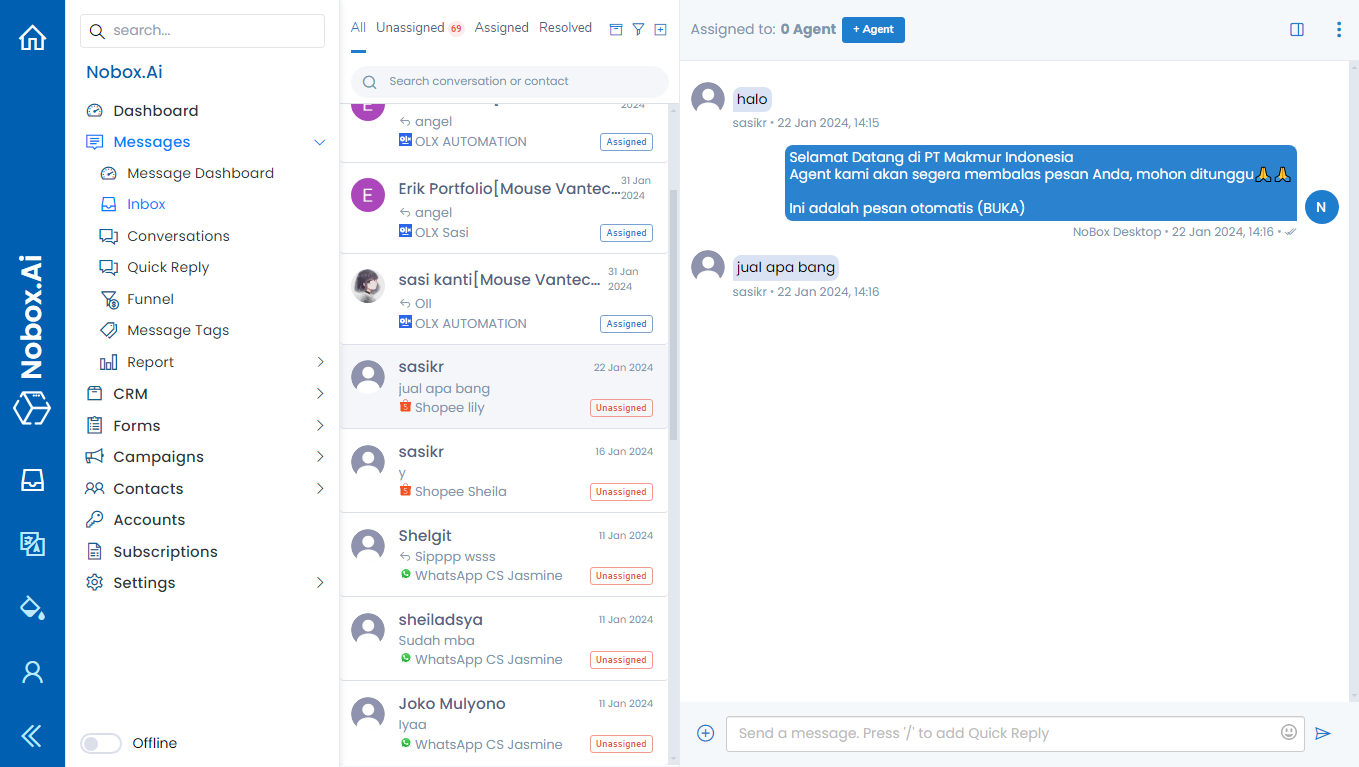 Nobox.Ai
search...
Nobox.Ai
Dashboard
Messages
Message Dashboard
Inbox
Conversations
Quick Reply
Funnel
Message Tags
Report
CRM
Forms
Campaigns
Contacts
Accounts
Subscriptions
Settings
Offline
All Unassigned 69 Assigned Resolved
Search conversation or contact
E
2024
angel
OLX AUTOMATION Assigned
E
Erik Portfolio[Mouse Vantec... 31 Jan
2024
angel
OLX Sasi Assigned
sasi kanti[Mouse Vantec... 31 Jan
2024
OII
OLX AUTOMATION Assigned
sasikr 22 Jan 2024
jual apa bang
Shopee lily Unassigned
sasikr 16 Jan 2024
y
Shopee Sheila Unassigned
Shelgit 11 Jan 2024
Sipppp wsss
WhatsApp CS Jasmine Unassigned
sheiladsya 11 Jan 2024
Sudah mba
WhatsApp CS Jasmine Unassigned
Joko Mulyono 11 Jan 2024
Iyaa
WhatsApp CS Jasmine Unassigned
Assigned to: 0 Agent + Agent
halo
sasikr • 22 Jan 2024, 14:15
Selamat Datang di PT Makmur Indonesia
Agent kami akan segera membalas pesan Anda, mohon ditunggu🙏🙏
Ini adalah pesan otomatis (BUKA)
N
NoBox Desktop • 22 Jan 2024, 14:16 •
jual apa bang
sasikr • 22 Jan 2024, 14:16
Send a message. Press '/' to add Quick Reply